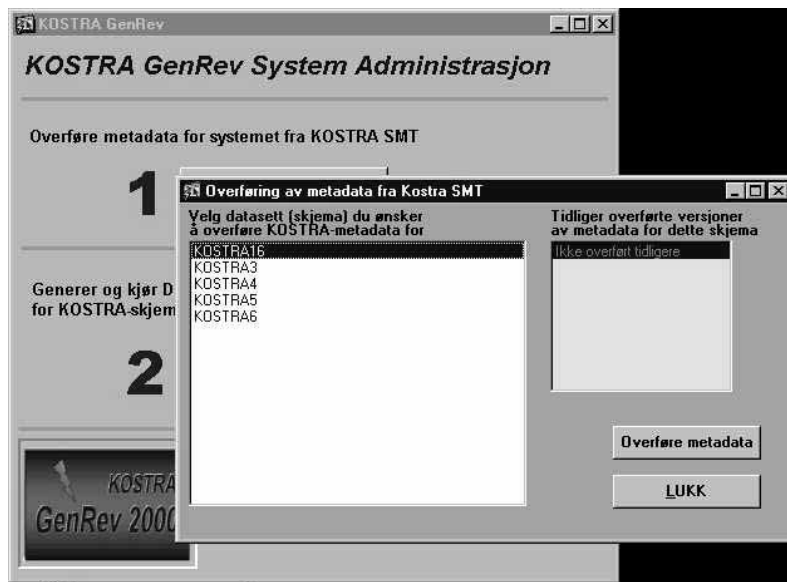 KOSTRA GenRev
KOSTRA GenRev System Administrasjon
Overføre metadata for systemet fra KOSTRA SMT
1
Overføring av metadata fra Kostra SMT
Velg datasett (skjema) du ønsker
å overføre KOSTRA-metadata for
KOSTRA16
KOSTRA3
KOSTRA4
KOSTRA5
KOSTRA6
Tidliger overførte versjoner
av metadata for dette skjema
Ikke overført tidligere
Overføre metadata
LUKK
Generer og kjør D
for KOSTRA-skjem
2
KOSTRA
GenRev 2000